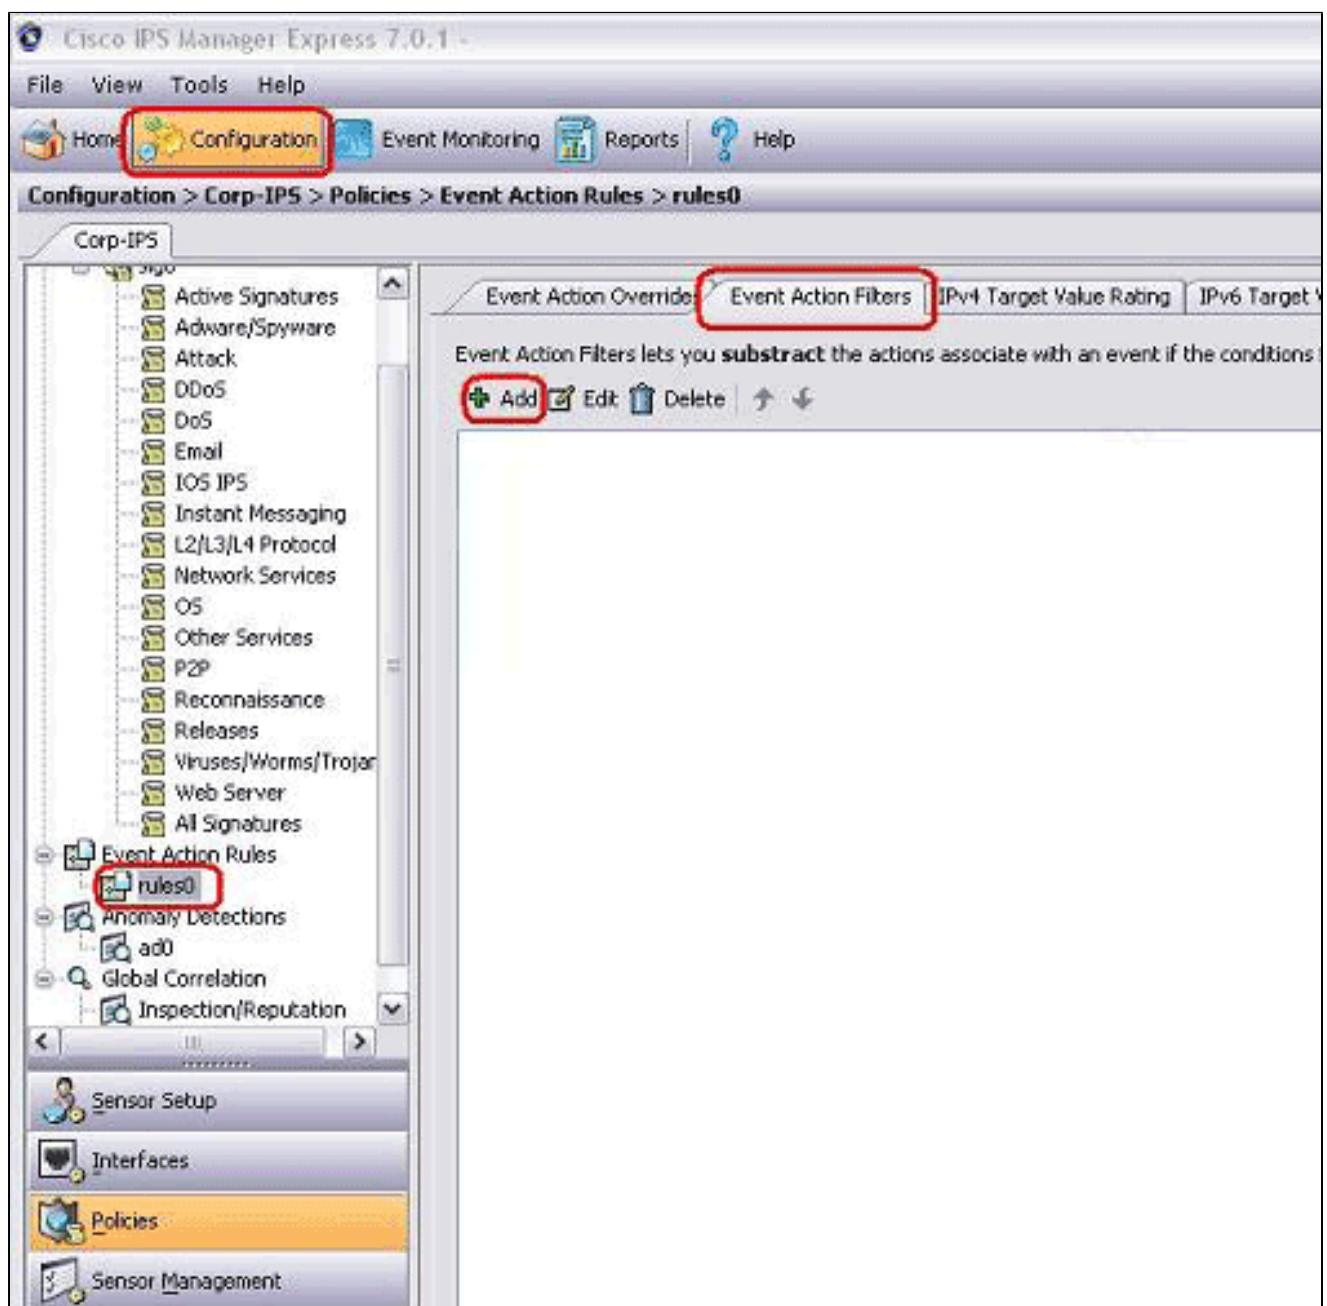 Cisco IPS Manager Express 7.0.1 -
File View Tools Help
Home Configuration Event Monitoring Reports Help
Configuration > Corp-IPS > Policies > Event Action Rules > rules0
Corp-IPS
Event Action Override Event Action Filters IPv4 Target Value Rating IPv6 Target V
Event Action Filters lets you substract the actions associate with an event if the conditions
Add Edit Delete
Active Signatures
Adware/Spyware
Attack
DDoS
DoS
Email
IOS IPS
Instant Messaging
L2/L3/L4 Protocol
Network Services
OS
Other Services
P2P
Reconnaissance
Releases
Viruses/Worms/Trojar
Web Server
All Signatures
Event Action Rules
rules0
Anomaly Detections
ad0
Global Correlation
Inspection/Reputation
Sensor Setup
Interfaces
Policies
Sensor Management